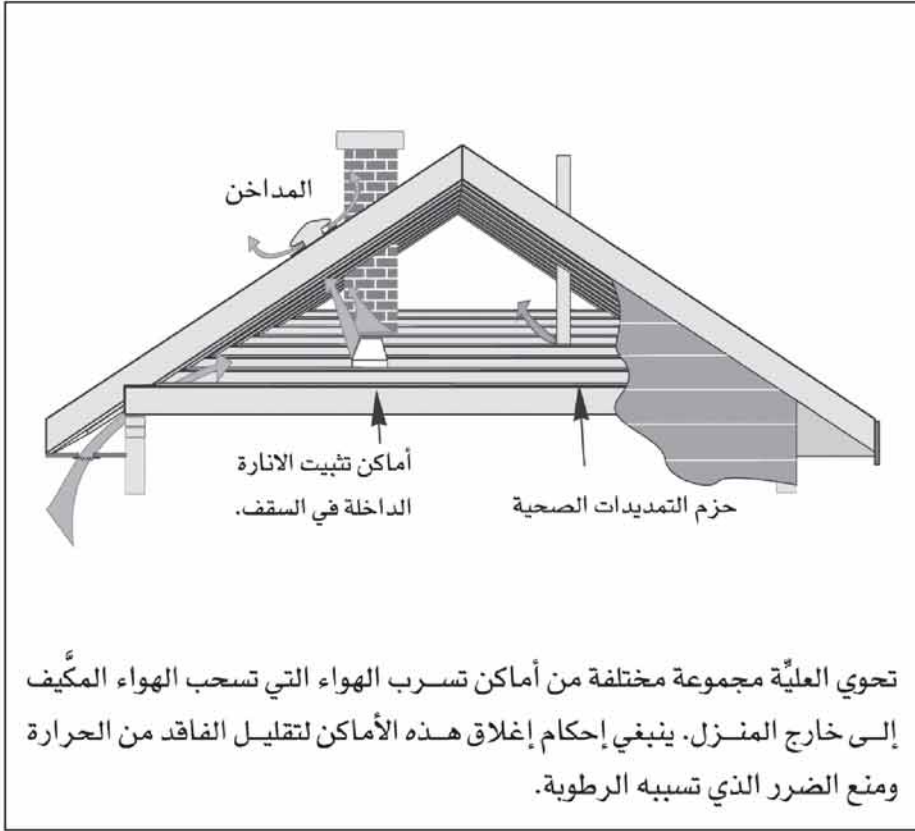 المداخن
أماكن تثبيت الانارة
الداخلة في السقف.
حزم التمديدات الصحية
تحوي العليِّة مجموعة مختلفة من أماكن تسرب الهواء التي تسحب الهواء المكَّيف
إلى خارج المنزل. ينبغي إحكام إغلاق هذه الأماكن لتقليل الفاقد من الحرارة
ومنع الضرر الذي تسببه الرطوبة.